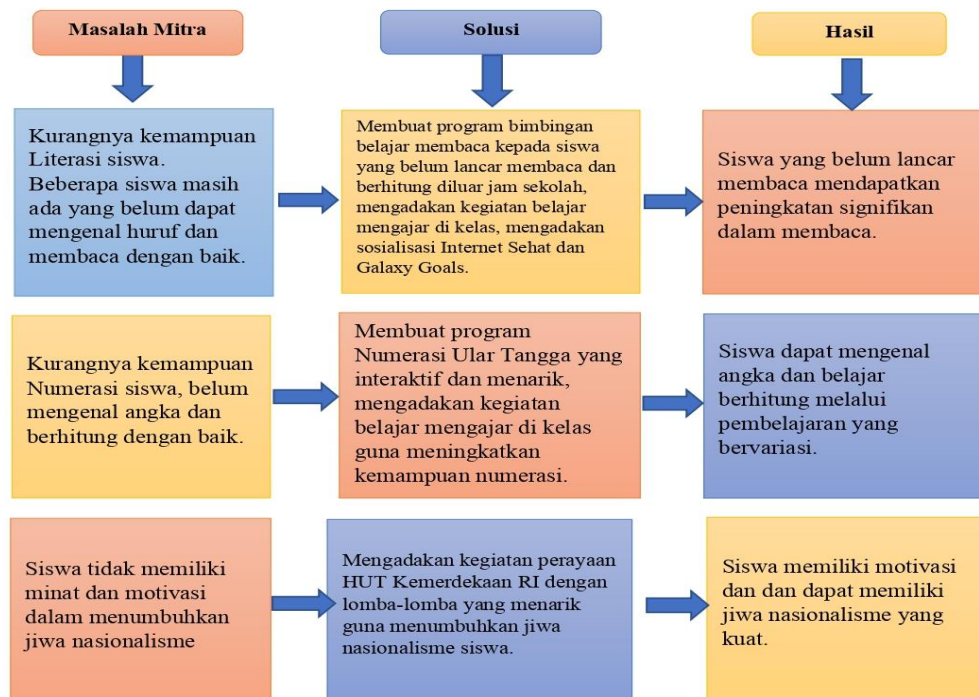 Masalah Mitra
Solusi
Hasil
Kurangnya kemampuan
Literasi siswa.
Beberapa siswa masih
ada yang belum dapat
mengenal huruf dan
membaca dengan baik.
Membuat program bimbingan
belajar membaca kepada siswa
yang belum lancar membaca dan
berhitung diluar jam sekolah,
mengadakan kegiatan belajar
mengajar di kelas, mengadakan
sosialisasi Internet Sehat dan
Galaxy Goals.
Siswa yang belum lancar
membaca mendapatkan
peningkatan signifikan
dalam membaca.
Kurangnya kemampuan
Numerasi siswa, belum
mengenal angka dan
berhitung dengan baik.
Membuat program
Numerasi Ular Tangga yang
interaktif dan menarik,
mengadakan kegiatan
belajar mengajar di kelas
guna meningkatkan
kemampuan numerasi.
Siswa dapat mengenal
angka dan belajar
berhitung melalui
pembelajaran yang
bervariasi.
Siswa tidak memiliki
minat dan motivasi
dalam menumbuhkan
jiwa nasionalisme
Mengadakan kegiatan perayaan
HUT Kemerdekaan RI dengan
lomba-lomba yang menarik
guna menumbuhkan jiwa
nasionalisme siswa.
Siswa memiliki motivasi
dan dan dapat memiliki
jiwa nasionalisme yang
kuat.